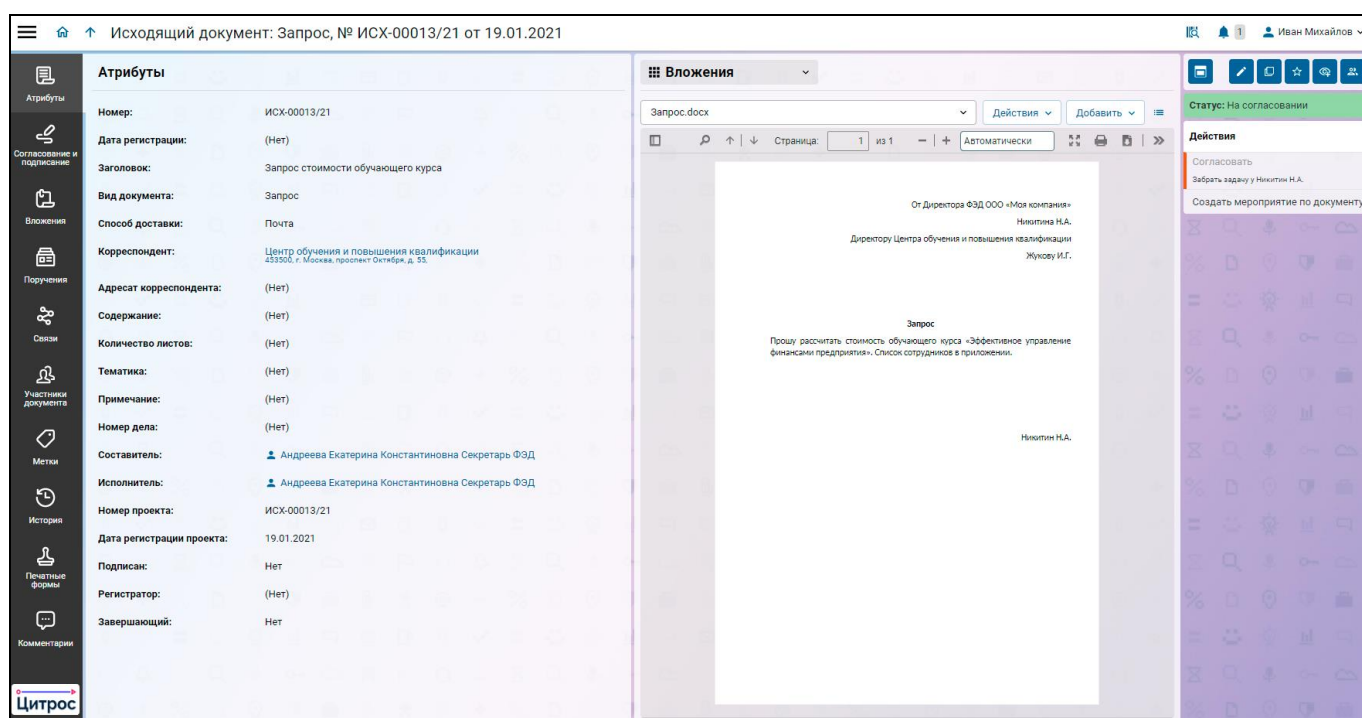 Исходящий документ: Запрос, № ИСХ-00013/21 от 19.01.2021
1
Иван Михайлов
Атрибуты
Согласование и
подписание
Вложения
Поручения
Связи
Участники
документа
Метки
История
Печатные
формы
Комментарии
Цитрос
Атрибуты
Номер: ИСХ-00013/21
Дата регистрации: (Нет)
Заголовок: Запрос стоимости обучающего курса
Вид документа: Запрос
Способ доставки: Почта
Корреспондент: Центр обучения и повышения квалификации
453500, г. Москва, проспект Октября, д. 55,
Адресат корреспондента: (Нет)
Содержание: (Нет)
Количество листов: (Нет)
Тематика: (Нет)
Примечание: (Нет)
Номер дела: (Нет)
Составитель: Андреева Екатерина Константиновна Секретарь ФЭД
Исполнитель: Андреева Екатерина Константиновна Секретарь ФЭД
Номер проекта: ИСХ-00013/21
Дата регистрации проекта: 19.01.2021
Подписан: Нет
Регистратор: (Нет)
Завершающий: Нет
Вложения
Запрос.docx
Действия
Добавить
Страница: 1 из 1 Автоматически
От Директора ФЭД ООО «Моя компания»
Никитина Н.А.
Директору Центра обучения и повышения квалификации
Жукову И.Г.
Запрос
Прошу рассчитать стоимость обучающего курса «Эффективное управление
финансами предприятия». Список сотрудников в приложении.
Никитин Н.А.
Статус: На согласовании
Действия
Согласовать
Забрать задачу у Никитин Н.А.
Создать мероприятие по документу